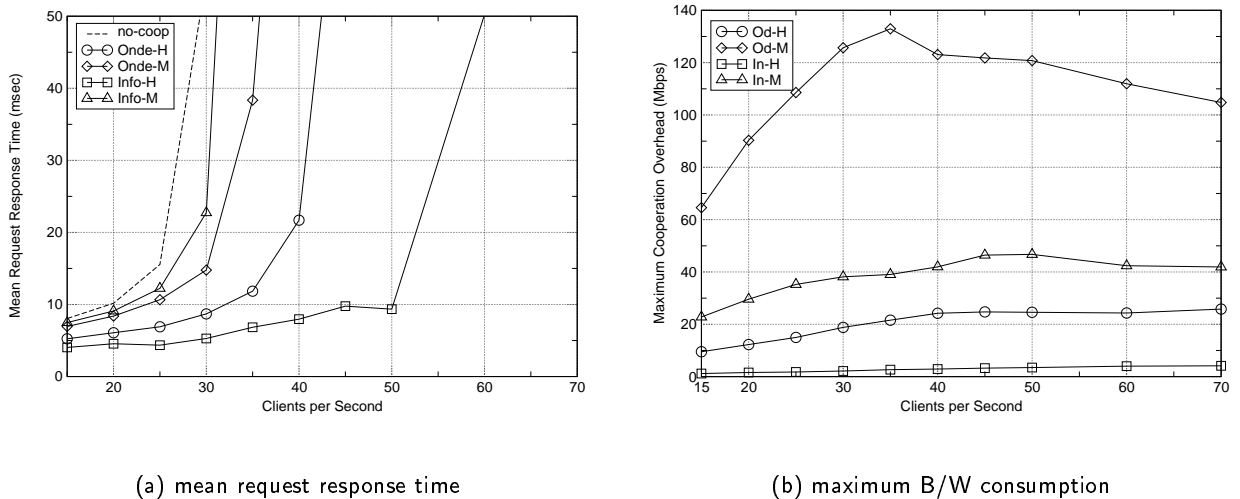 50
40
30
20
10
0
Mean Request Response Time (msec)
no-coop
Onde-H
Onde-M
Info-H
Info-M
20 30 40 50 60 70
Clients per Second
(a) mean request response time
140
120
100
80
60
40
20
0
Maximum Cooperation Overhead (Mbps)
Od-H
Od-M
In-H
In-M
15 20 30 40 50 60 70
Clients per Second
(b) maximum B/W consumption